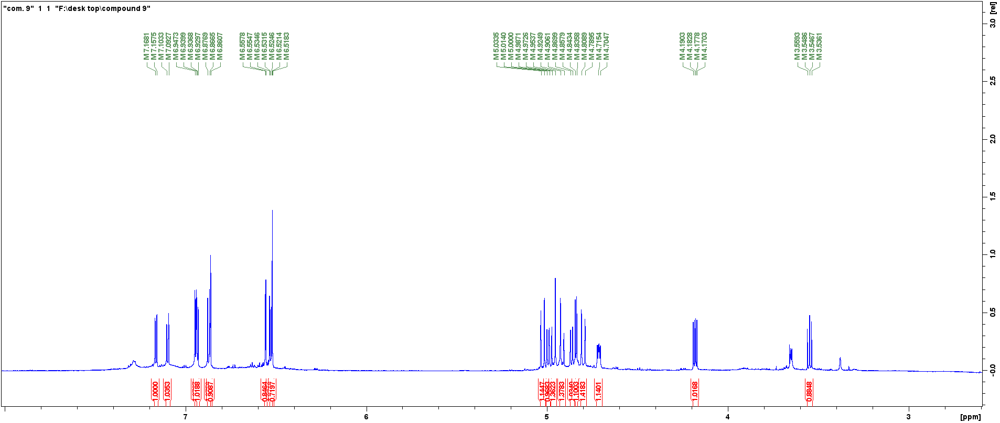 "com. 9" 1 1 "F:\desk top\compound 9"
[rel]
M 7.1681
M 7.1575
M 7.1033
M 7.0927
M 6.9473
M 6.9399
M 6.9368
M 6.9297
M 6.8769
M 6.8665
M 6.8607
M 6.5578
M 6.5547
M 6.5346
M 6.5315
M 6.5246
M 6.5214
M 6.5183
M 5.0335
M 5.0140
M 5.0000
M 4.9871
M 4.9726
M 4.9537
M 4.9249
M 4.9061
M 4.8699
M 4.8579
M 4.8434
M 4.8358
M 4.8089
M 4.7895
M 4.7154
M 4.7047
M 4.1903
M 4.1828
M 4.1778
M 4.1703
M 3.5593
M 3.5486
M 3.5467
M 3.5361
3.0
2.5
2.0
1.5
1.0
0.5
-0.0
1.0000
1.0353
1.0188
0.9087
0.8464
0.7197
1.1447
0.9683
1.3623
1.3783
1.1003
1.4183
1.1401
1.0168
0.8848
7
6
5
4
3
[ppm]